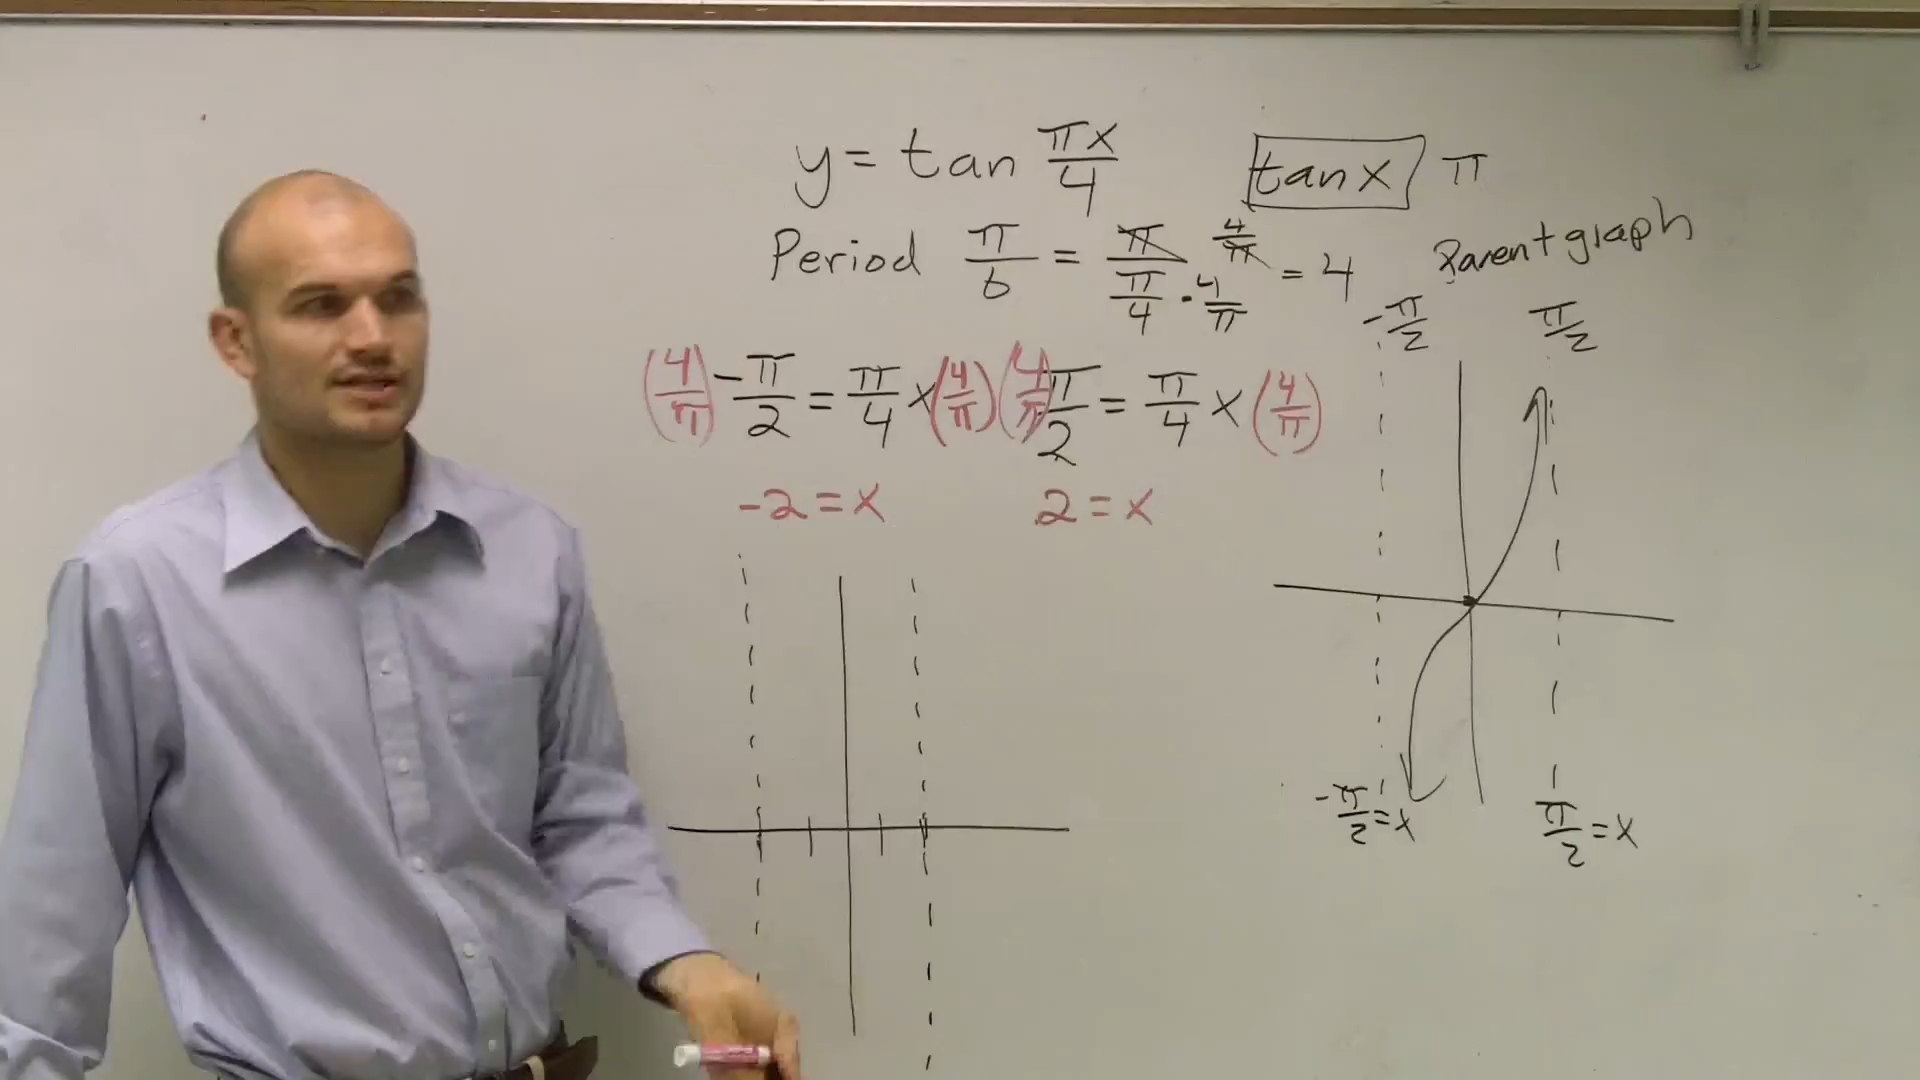 y = tan πx/4
tan x π
Period π/b = π/(π/4) · (4/π)/(4/π) = 4
Parent graph
-π/2 π/2
(4/π) -π/2 = π/4 x (4/π) (4/π) π/2 = π/4 x (4/π)
-2 = x 2 = x
-π/2 = x π/2 = x